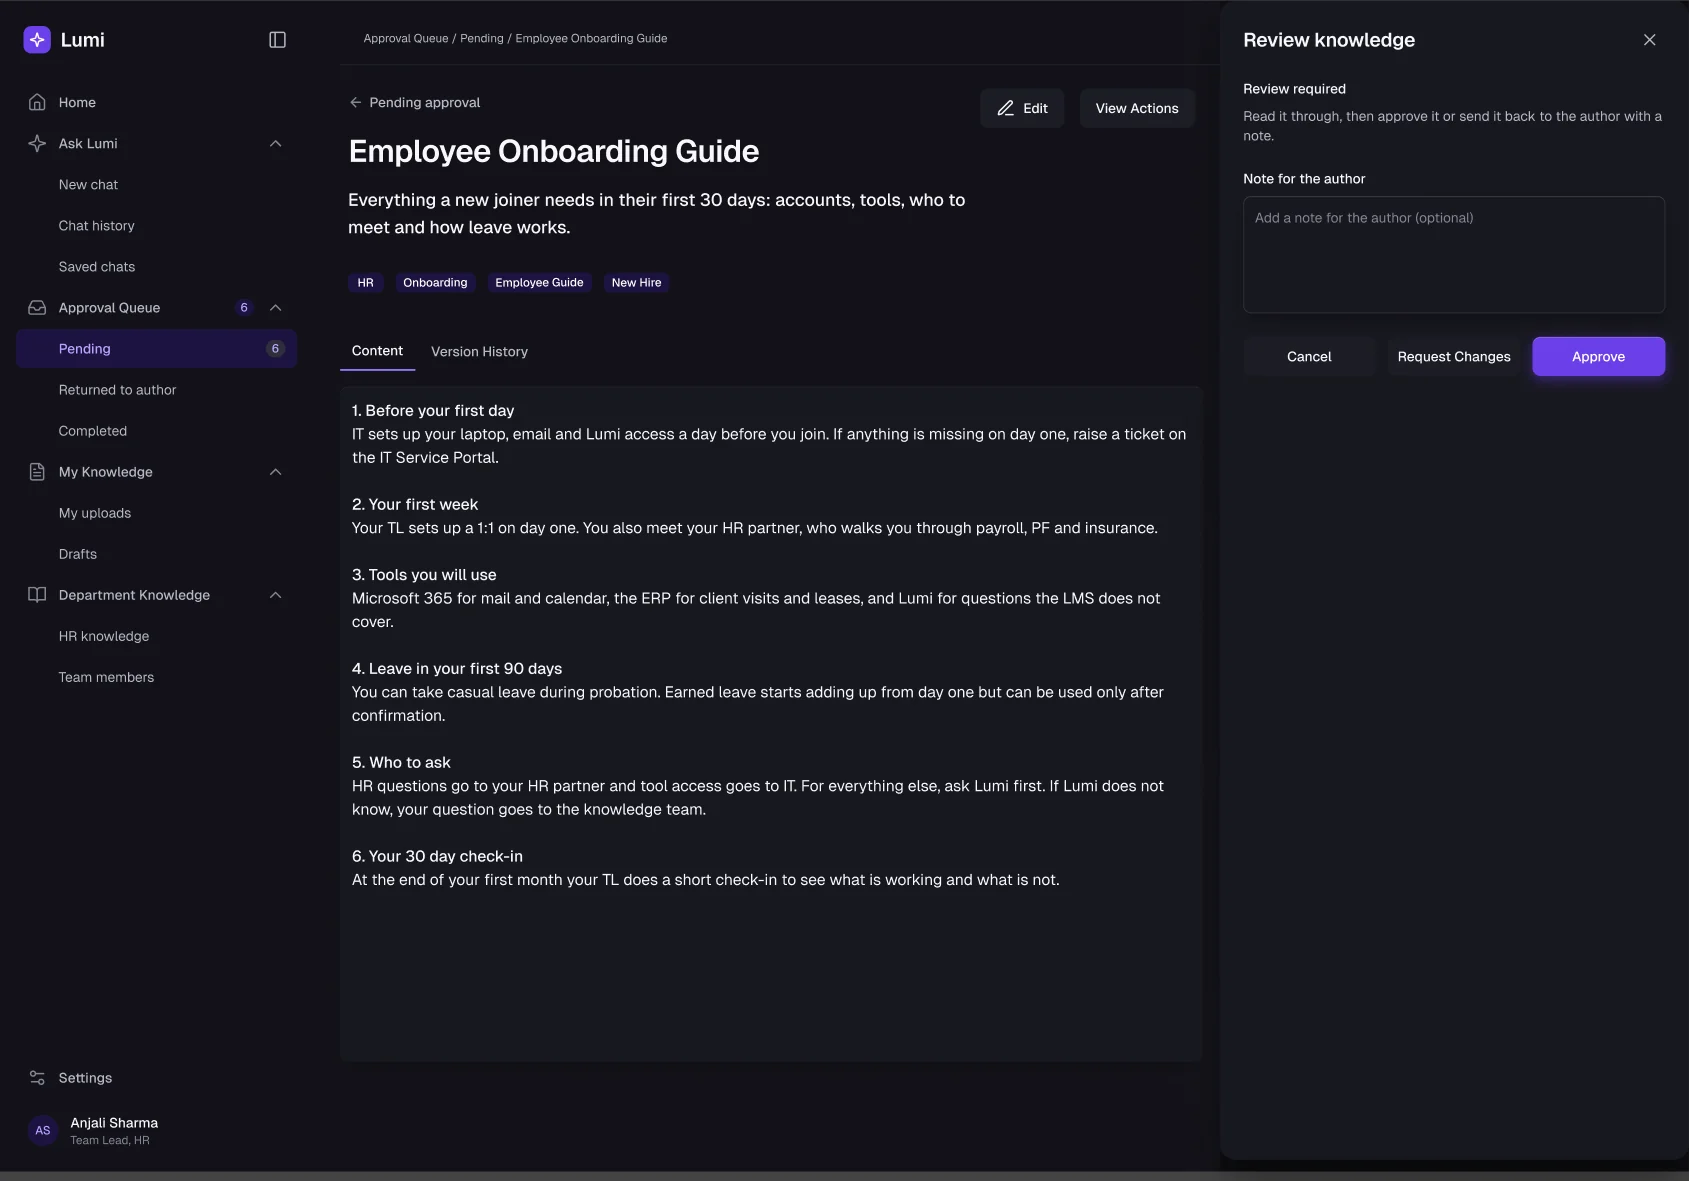 Lumi
Home
Ask Lumi
New chat
Chat history
Saved chats
Approval Queue 6
Pending 6
Returned to author
Completed
My Knowledge
My uploads
Drafts
Department Knowledge
HR knowledge
Team members
Settings
AS
Anjali Sharma
Team Lead, HR
Approval Queue / Pending / Employee Onboarding Guide
Pending approval
Edit
View Actions
Employee Onboarding Guide
Everything a new joiner needs in their first 30 days: accounts, tools, who to
meet and how leave works.
HR Onboarding Employee Guide New Hire
Content Version History
1. Before your first day
IT sets up your laptop, email and Lumi access a day before you join. If anything is missing on day one, raise a ticket on
the IT Service Portal.
2. Your first week
Your TL sets up a 1:1 on day one. You also meet your HR partner, who walks you through payroll, PF and insurance.
3. Tools you will use
Microsoft 365 for mail and calendar, the ERP for client visits and leases, and Lumi for questions the LMS does not
cover.
4. Leave in your first 90 days
You can take casual leave during probation. Earned leave starts adding up from day one but can be used only after
confirmation.
5. Who to ask
HR questions go to your HR partner and tool access goes to IT. For everything else, ask Lumi first. If Lumi does not
know, your question goes to the knowledge team.
6. Your 30 day check-in
At the end of your first month your TL does a short check-in to see what is working and what is not.
Review knowledge
Review required
Read it through, then approve it or send it back to the author with a
note.
Note for the author
Add a note for the author (optional)
Cancel Request Changes Approve